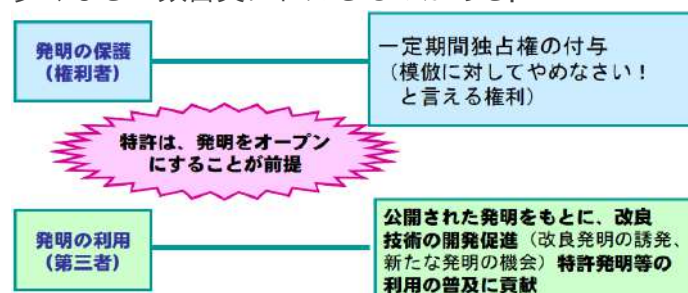 発明の保護
(権利者)
一定期間独占権の付与
(模倣に対してやめなさい!
と言える権利)
特許は、発明をオープン
にすることが前提
発明の利用
(第三者)
公開された発明をもとに、改良
技術の開発促進(改良発明の誘発、
新たな発明の機会)特許発明等の
利用の普及に貢献